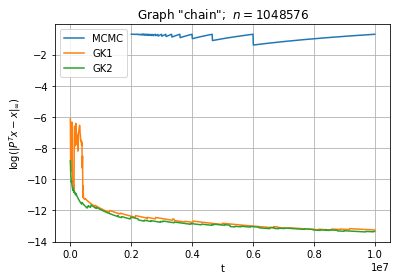 Graph "chain"; n = 1048576
MCMC
GK1
GK2
log(|P^T x − x|∞)
−2
−4
−6
−8
−10
−12
−14
0.0 0.2 0.4 0.6 0.8 1.0
1e7
t